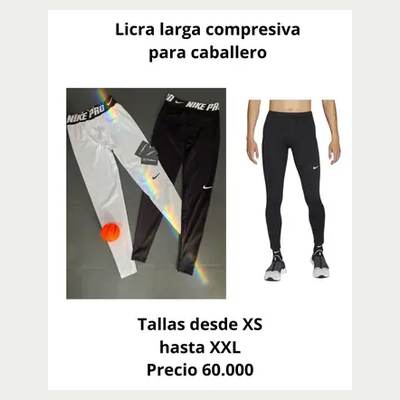 Licra larga compresiva
para caballero
NIKE PRO
NIKE PRO
Tallas desde XS
hasta XXL
Precio 60.000